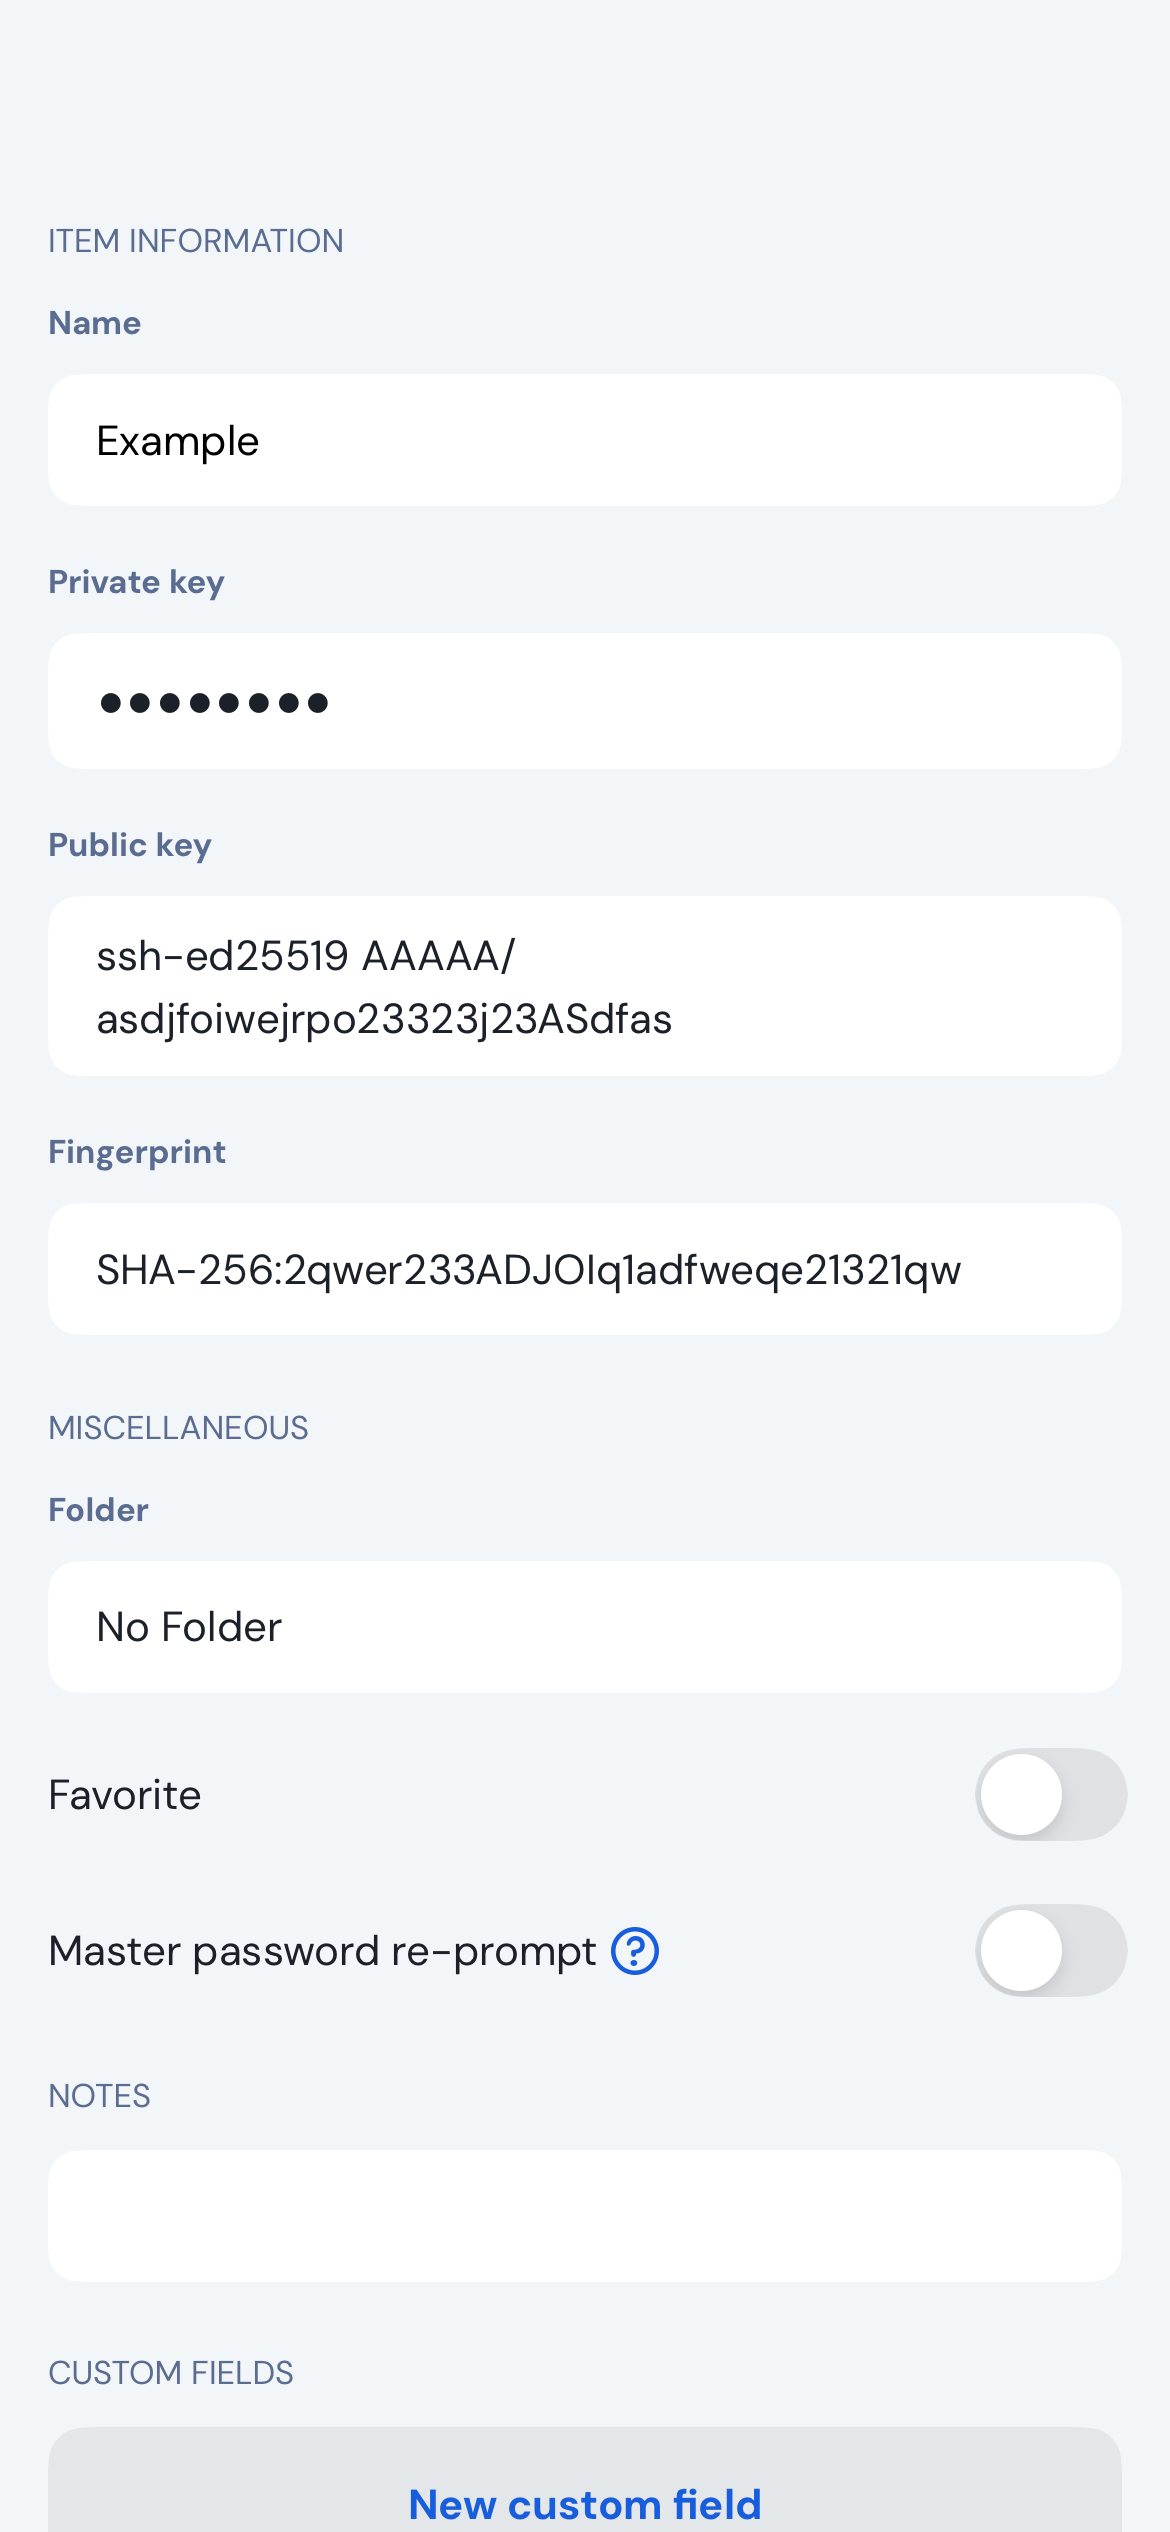 ITEM INFORMATION
Name
Example
Private key
••••••••
Public key
ssh-ed25519 AAAAA/
asdjfoiwejrpo23323j23ASdfas
Fingerprint
SHA-256:2qwer233ADJOIq1adfweqe21321qw
MISCELLANEOUS
Folder
No Folder
Favorite
Master password re-prompt
NOTES
CUSTOM FIELDS
New custom field